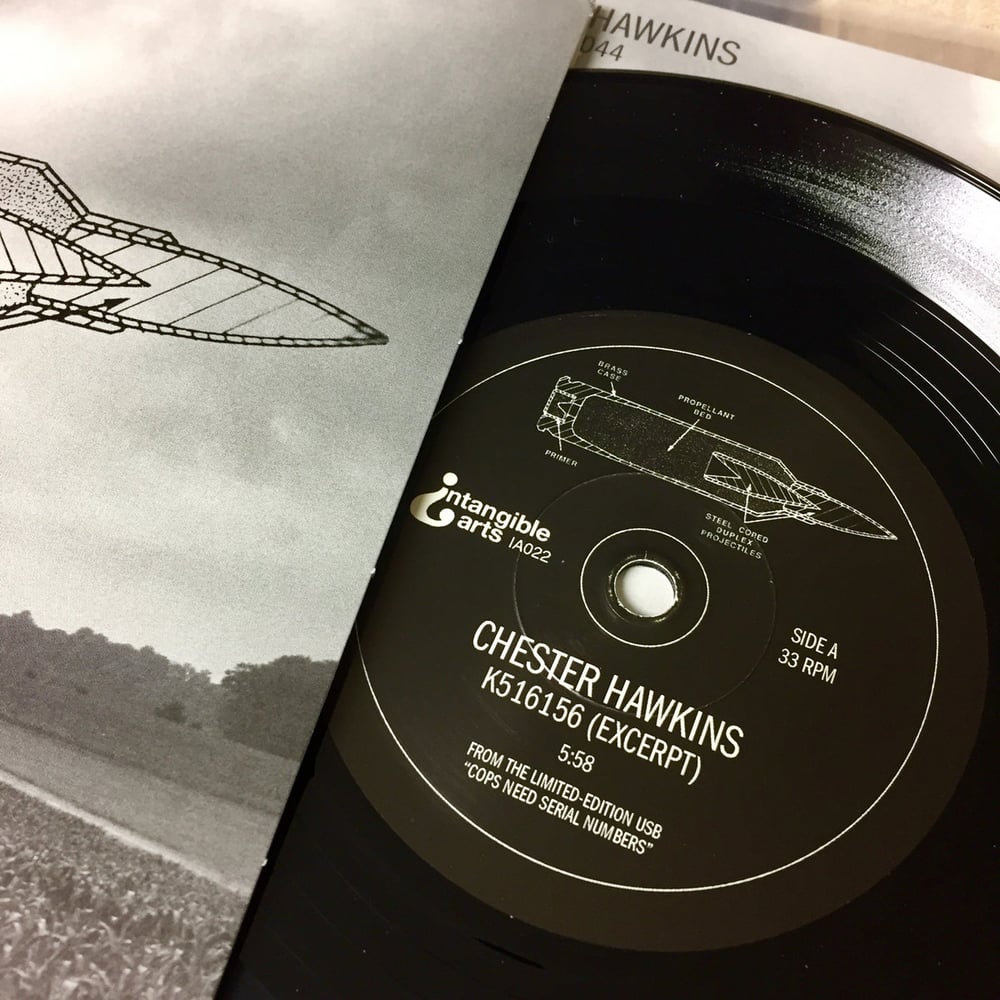 HAWKINS
044
BRASS
CASE
PROPELLANT
BED
PRIMER
STEEL CORED
DUPLEX
PROJECTILES
intangible
arts IA022
SIDE A
33 RPM
CHESTER HAWKINS
K516156 (EXCERPT)
5:58
FROM THE LIMITED-EDITION USB
“COPS NEED SERIAL NUMBERS”